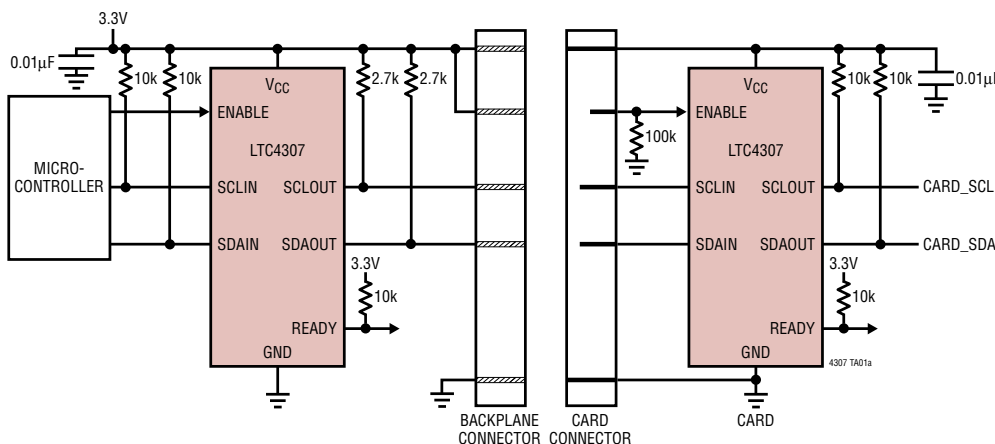 3.3V
0.01µF
10k
10k
2.7k
2.7k
VCC
ENABLE
LTC4307
SCLIN
SCLOUT
SDAIN
SDAOUT
MICRO-
CONTROLLER
3.3V
10k
READY
GND
BACKPLANE
CONNECTOR
CARD
CONNECTOR
100k
VCC
ENABLE
LTC4307
SCLIN
SCLOUT
SDAIN
SDAOUT
10k
10k
0.01µF
CARD_SCL
CARD_SDA
3.3V
10k
READY
GND
CARD
4307 TA01a